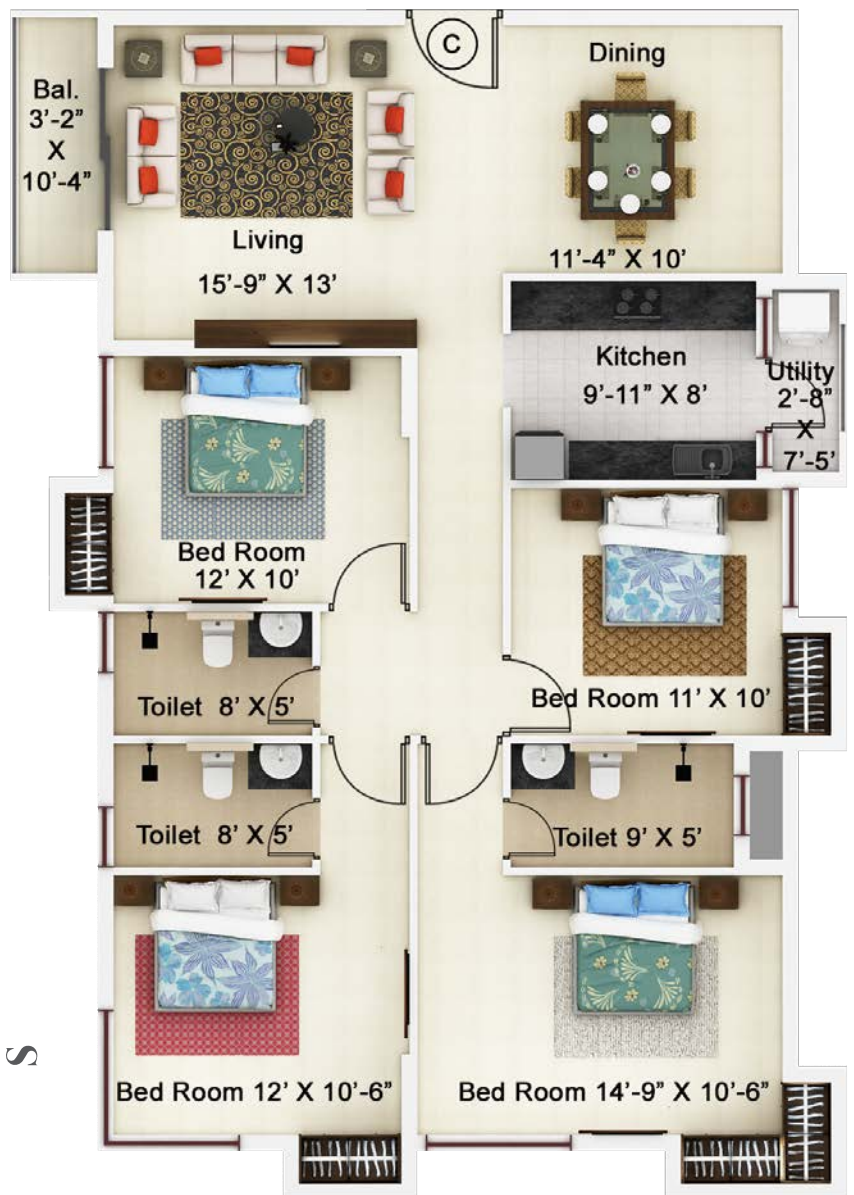 C
Dining
Bal.
3'-2"
X
10'-4"
Living
15'-9" X 13'
11'-4" X 10'
Kitchen
9'-11" X 8'
Utility
2'-8"
X
7'-5'
Bed Room
12' X 10'
Bed Room 11' X 10'
Toilet 8' X 5'
Toilet 8' X 5'
Toilet 9' X 5'
S
Bed Room 12' X 10'-6"
Bed Room 14'-9" X 10'-6"